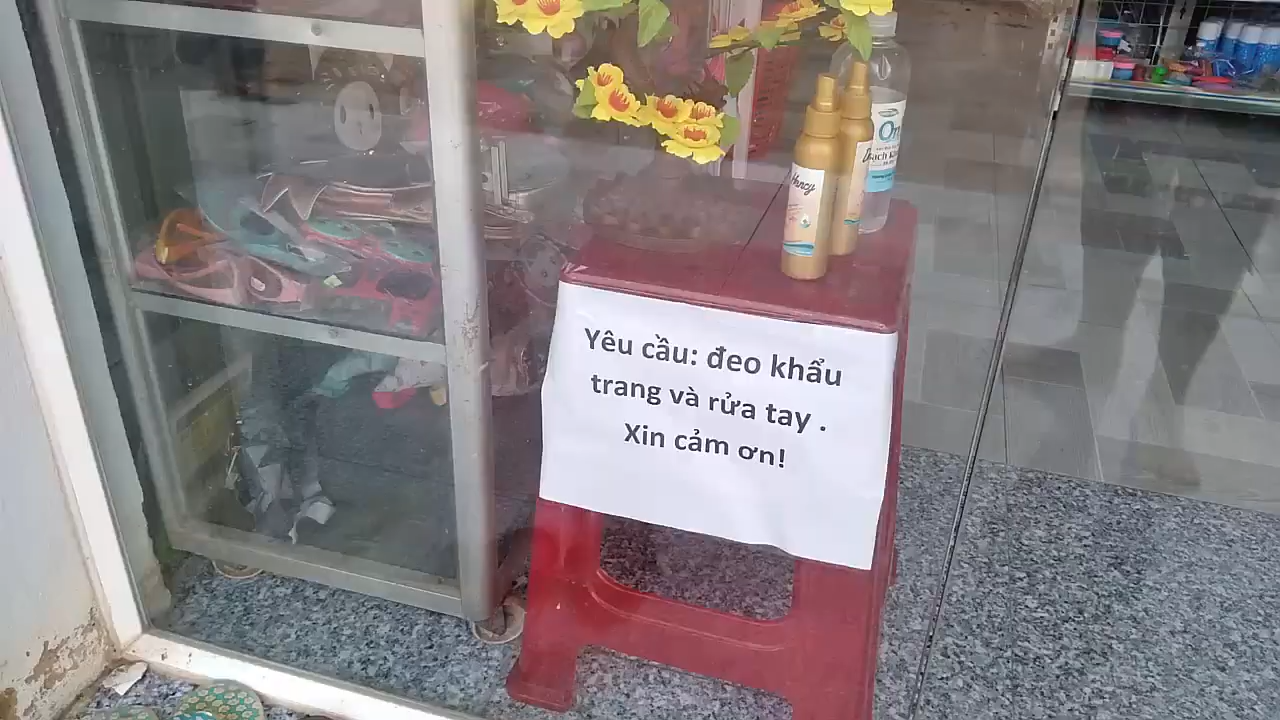 Yêu cầu: đeo khẩu
trang và rửa tay .
Xin cảm ơn!